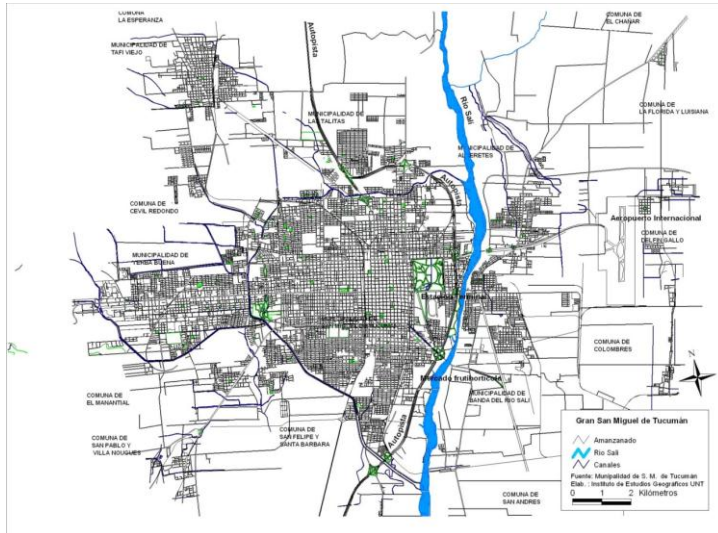 COMUNA
LA ESPERANZA
COMUNA DE
EL CHAÑAR
MUNICIPALIDAD DE
TAFI VIEJO
Autopista
Rio Sali
COMUNA DE
LA FLORIDA Y LUISIANA
MUNICIPALIDAD DE
LAS TALITAS
MUNICIPALIDAD DE
ALDERETES
Autopista
COMUNA DE
CEVIL REDONDO
Aeropuerto Internacional
COMUNA DE
DELFIN GALLO
MUNICIPALIDAD DE
YERBA BUENA
COMUNA DE
COLOMBRES
Mercado frutihorticola
MUNICIPALIDAD DE
BANDA DEL RIO SALI
COMUNA DE
EL MANANTIAL
COMUNA DE
SAN FELIPE Y
SANTA BARBARA
COMUNA DE
SAN PABLO Y
VILLA NOUGUES
Autopista
COMUNA DE
SAN ANDRES
N
Gran San Miguel de Tucumán
Amanzanado
Rio Sali
Canales
Fuente: Munipalidad de S. M. de Tucumán
Elab. : Instituto de Estudios Geográficos UNT
0 1 2 Kilómetros